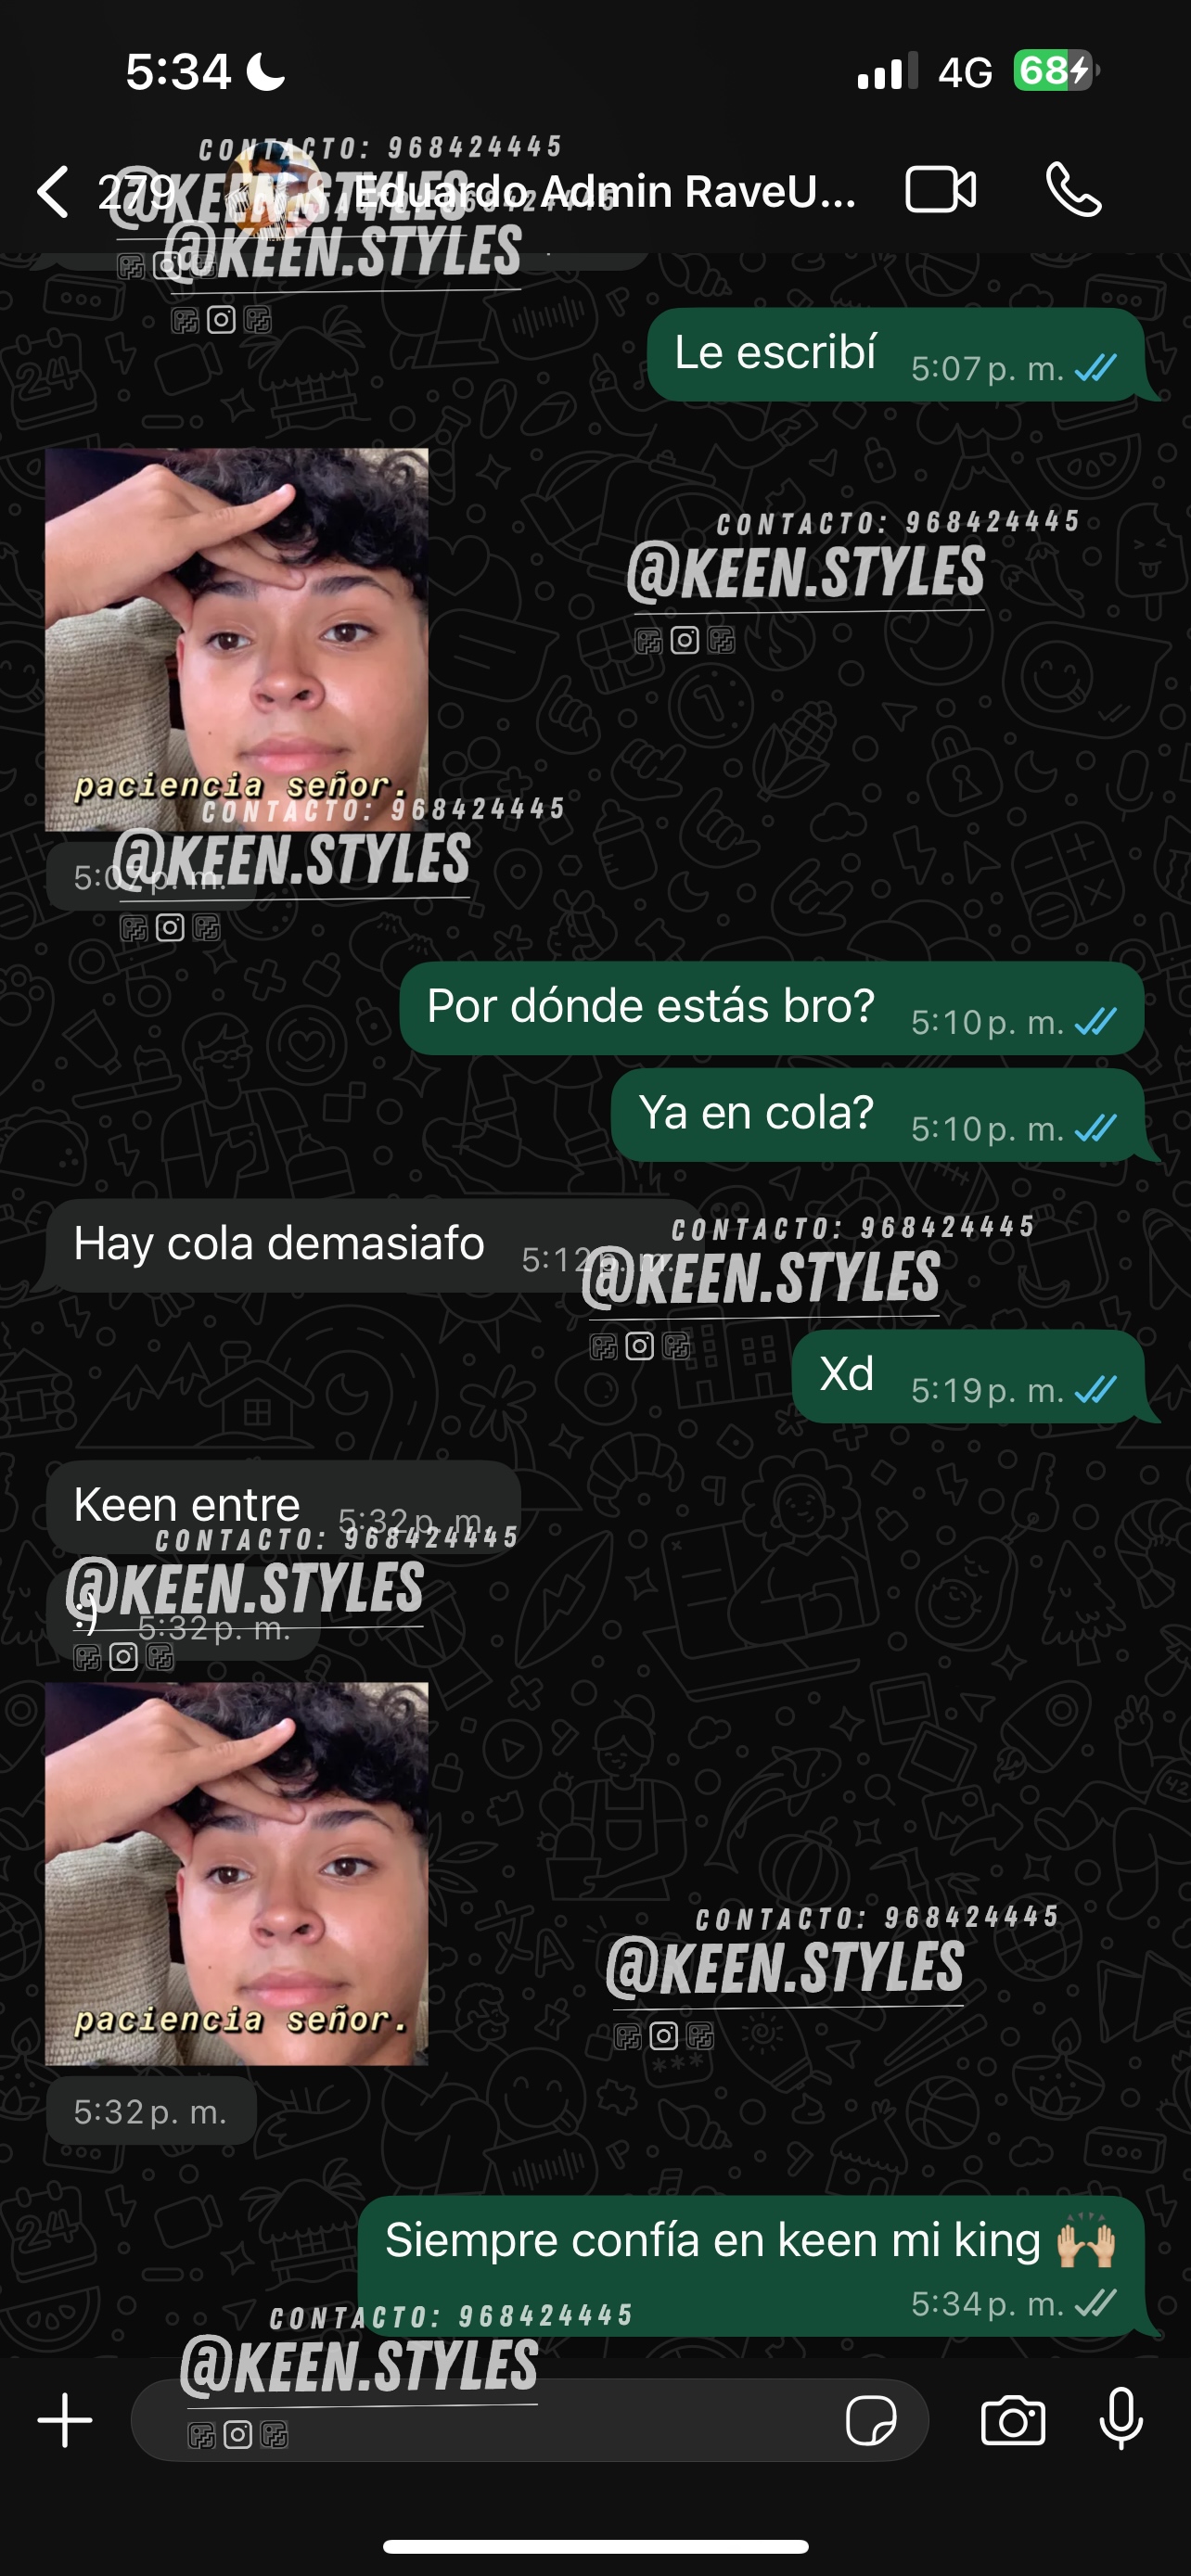 5:34
4G
68
CONTACTO: 968424445
279
Eduardo Admin RaveU...
@KEEN.STYLES
CONTACTO: 968424445
@KEEN.STYLES
Le escribí
5:07 p. m.
CONTACTO: 968424445
@KEEN.STYLES
paciencia señor.
CONTACTO: 968424445
@KEEN.STYLES
5:07 p. m.
Por dónde estás bro?
5:10 p. m.
Ya en cola?
5:10 p. m.
Hay cola demasiafo
5:12 p. m.
CONTACTO: 968424445
@KEEN.STYLES
Xd
5:19 p. m.
Keen entre
5:32 p. m.
CONTACTO: 968424445
@KEEN.STYLES
:)
5:32 p. m.
paciencia señor.
CONTACTO: 968424445
@KEEN.STYLES
5:32 p. m.
Siempre confía en keen mi king 🙌🏼
5:34 p. m.
CONTACTO: 968424445
@KEEN.STYLES